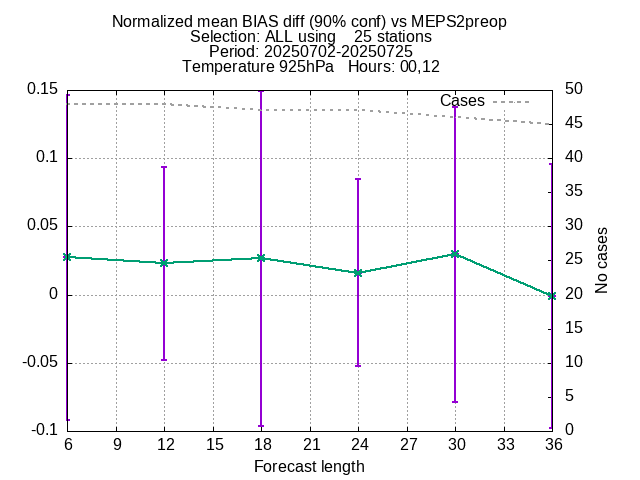 Normalized mean BIAS diff (90% conf) vs MEPS2preop
Selection: ALL using 25 stations
Period: 20250702-20250725
Temperature 925hPa Hours: 00,12
Cases
0.15
0.1
0.05
0
-0.05
-0.1
50
45
40
35
30
25
20
15
10
5
0
No cases
6 9 12 15 18 21 24 27 30 33 36
Forecast length